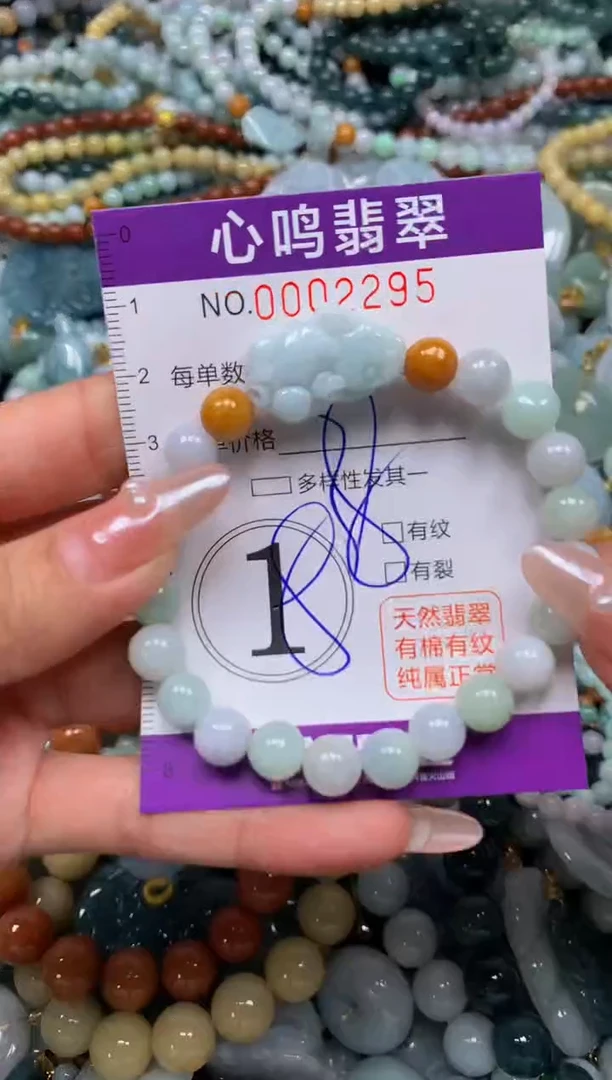 心鸣翡翠
0
NO.0002295
1
2
每单数
3
价格
多样性发其一
88
有纹
1
有裂
天然翡翠
有棉有纹
纯属正常
8